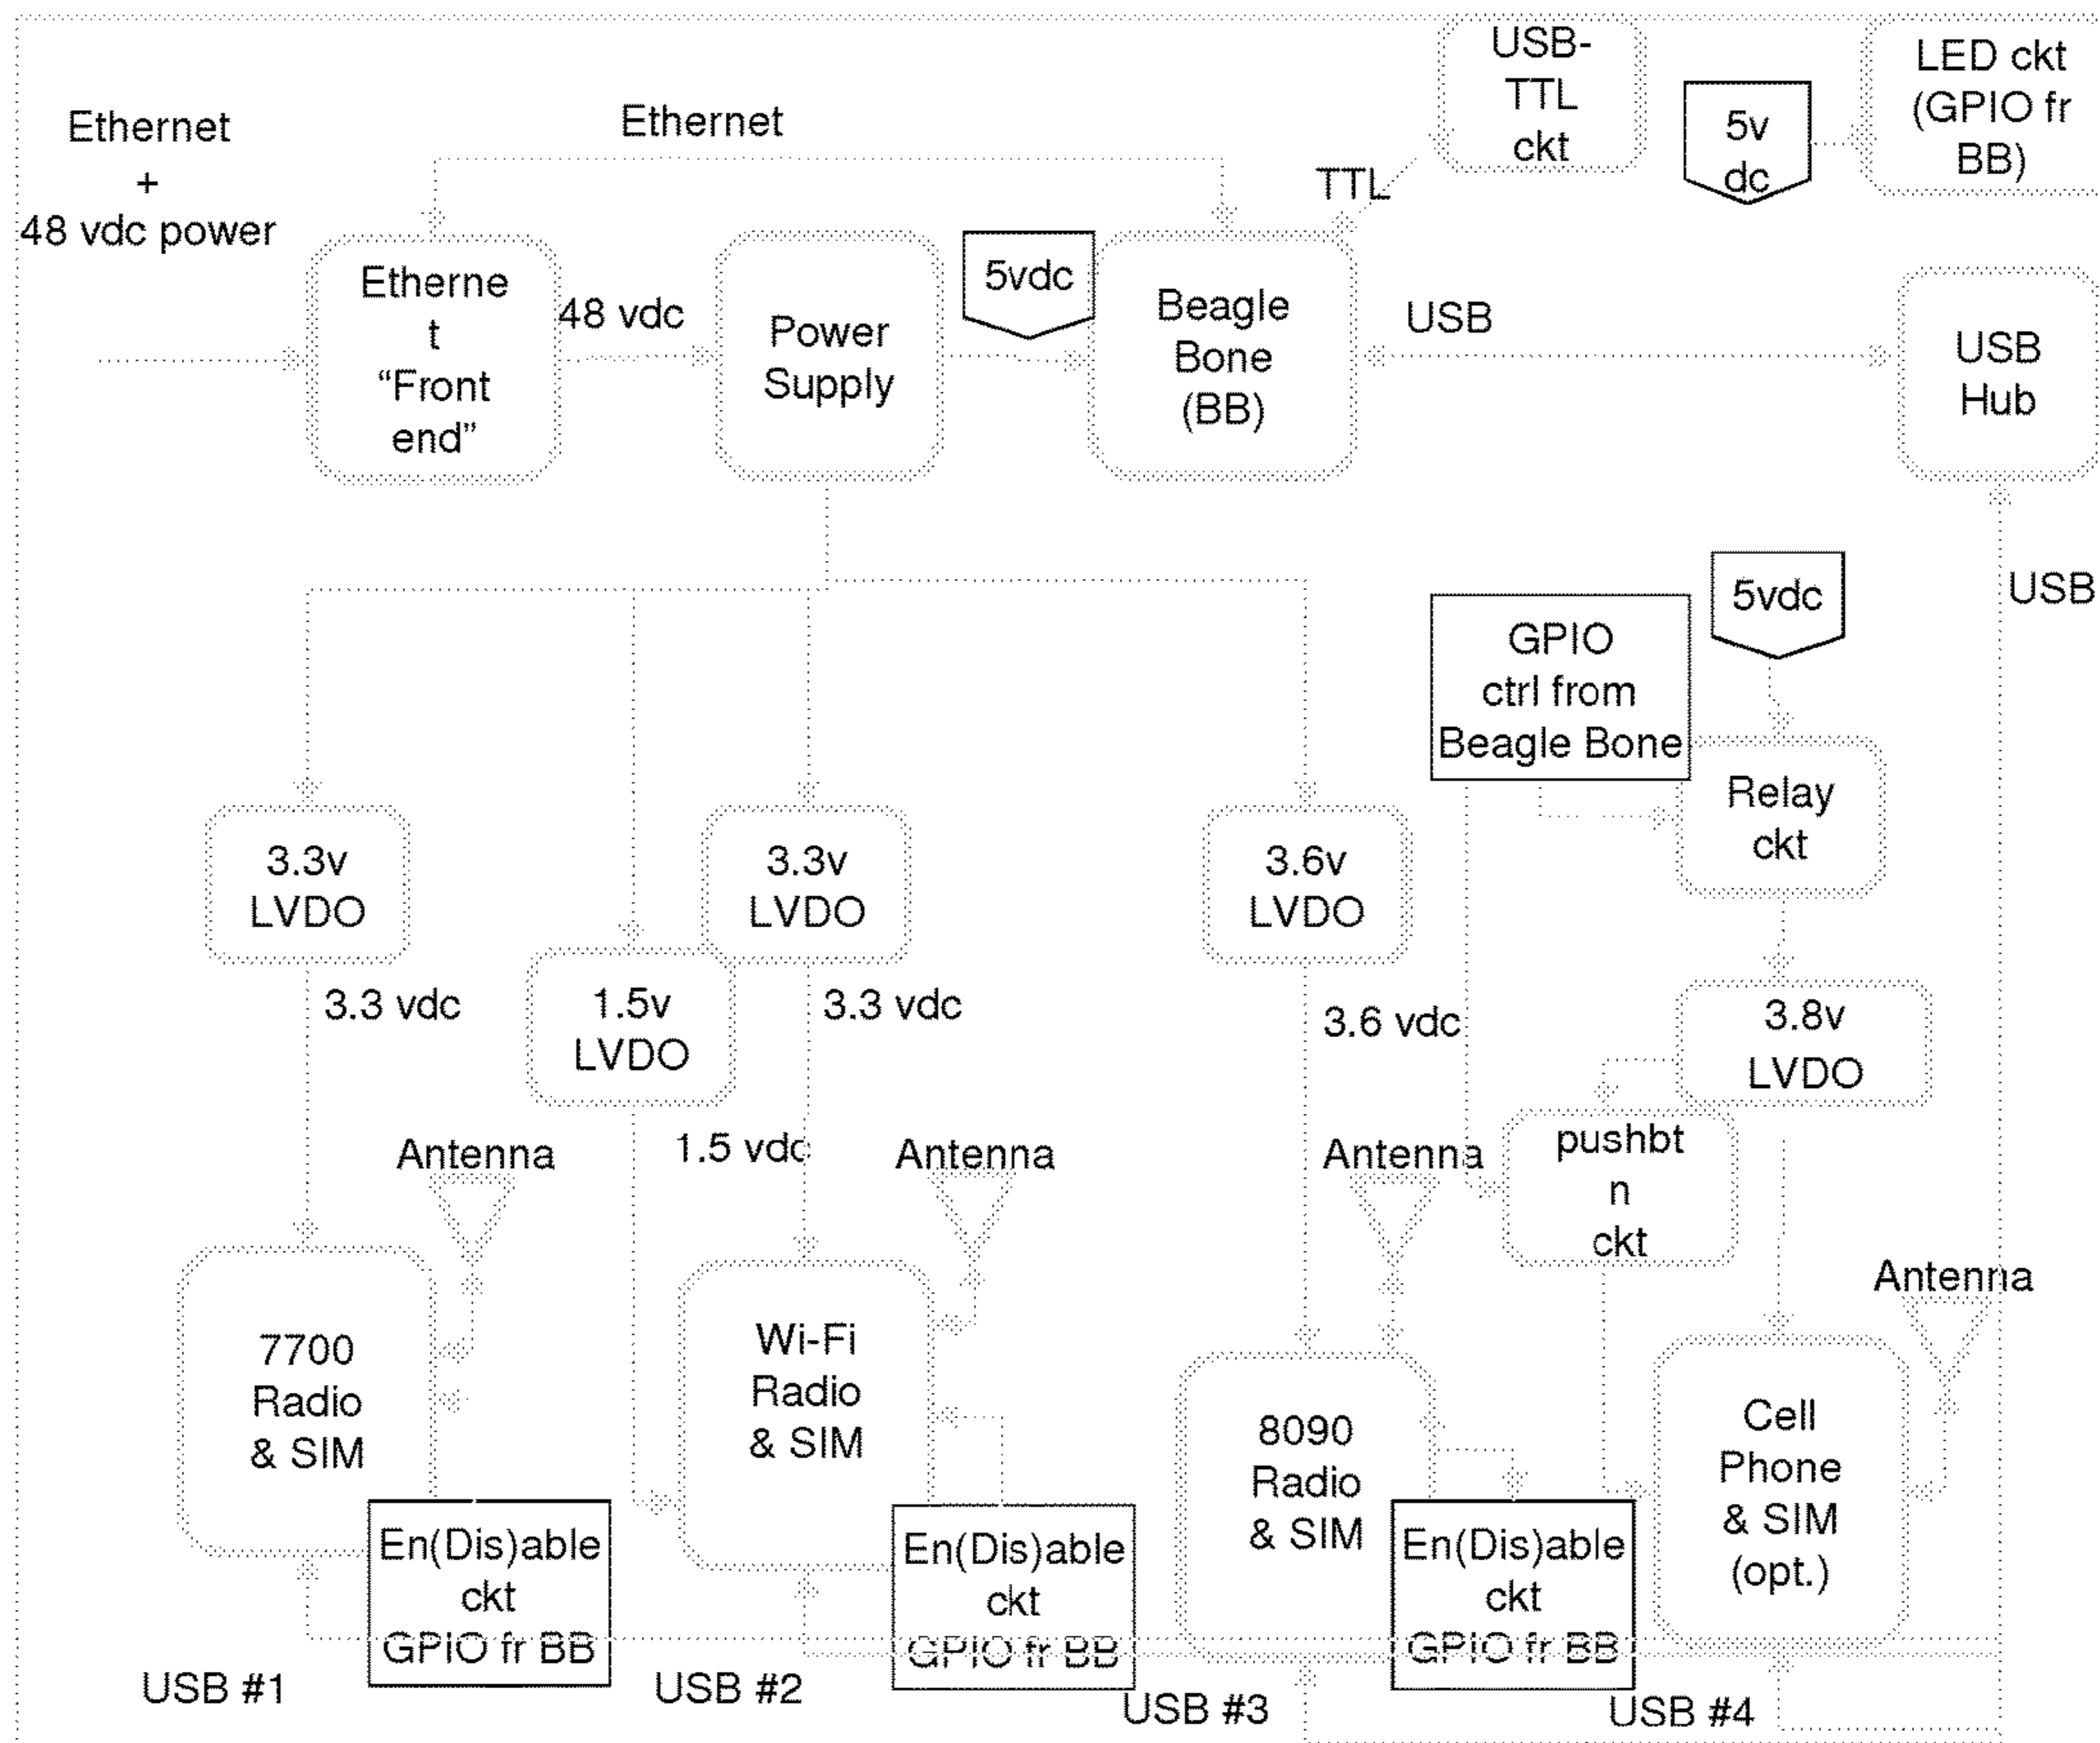 Ethernet
+
48 vdc power
Ethernet
USB-
TTL
ckt
5v
dc
LED ckt
(GPIO fr
BB)
TTL
Etherne
t
“Front
end”
48 vdc
Power
Supply
5vdc
Beagle
Bone
(BB)
USB
USB
Hub
USB
GPIO
ctrl from
Beagle Bone
5vdc
Relay
ckt
3.3v
LVDO
3.3v
LVDO
3.6v
LVDO
3.3 vdc
1.5v
LVDO
3.3 vdc
3.6 vdc
3.8v
LVDO
Antenna
1.5 vdc
Antenna
Antenna
pushbt
n
ckt
Antenna
7700
Radio
& SIM
Wi-Fi
Radio
& SIM
8090
Radio
& SIM
Cell
Phone
& SIM
(opt.)
En(Dis)able
ckt
GPIO fr BB
En(Dis)able
ckt
GPIO fr BB
En(Dis)able
ckt
GPIO fr BB
USB #1
USB #2
USB #3
USB #4